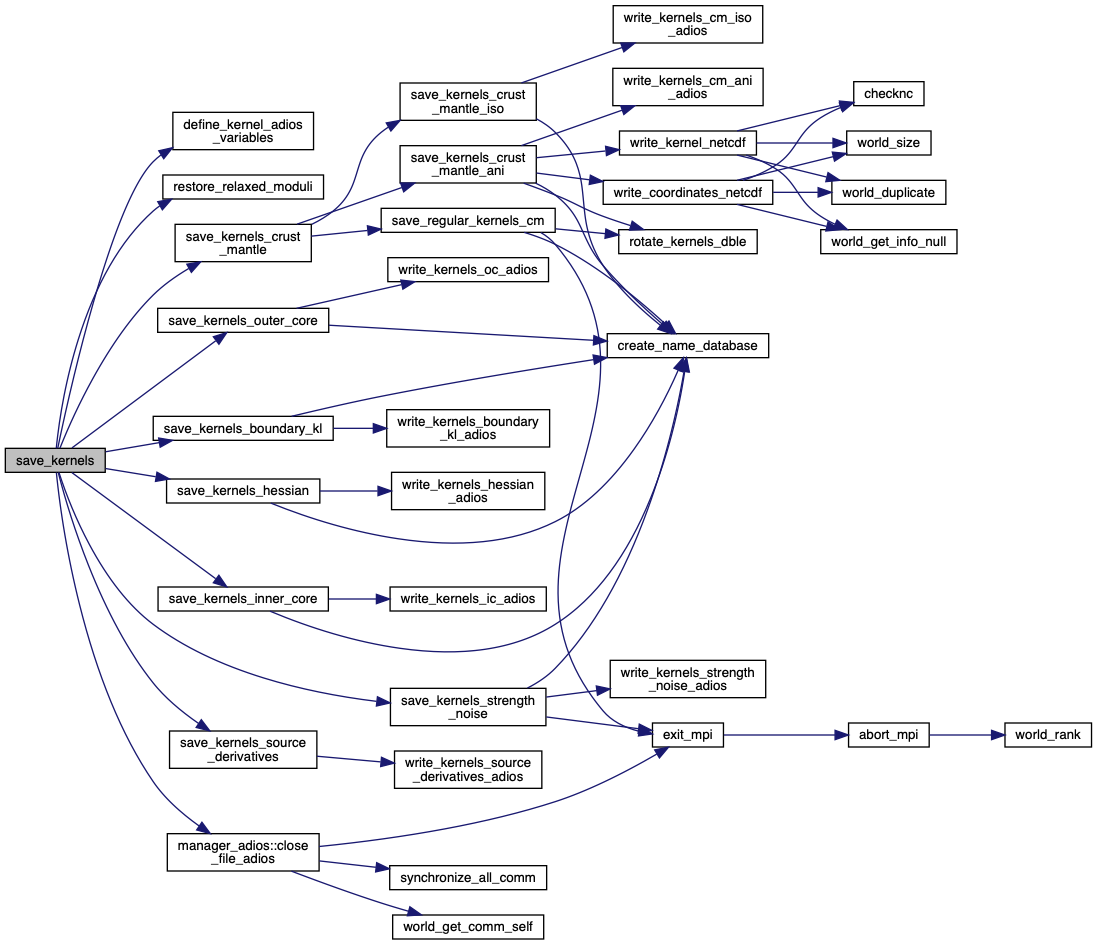 write_kernels_cm_iso
_adios
save_kernels_crust
_mantle_iso
write_kernels_cm_ani
_adios
checknc
define_kernel_adios
_variables
write_kernel_netcdf
world_size
save_kernels_crust
_mantle_ani
restore_relaxed_moduli
write_coordinates_netcdf
world_duplicate
save_regular_kernels_cm
save_kernels_crust
_mantle
rotate_kernels_dble
world_get_info_null
write_kernels_oc_adios
save_kernels_outer_core
create_name_database
save_kernels_boundary_kl
write_kernels_boundary
_kl_adios
save_kernels
save_kernels_hessian
write_kernels_hessian
_adios
save_kernels_inner_core
write_kernels_ic_adios
write_kernels_strength
_noise_adios
save_kernels_strength
_noise
exit_mpi
abort_mpi
world_rank
save_kernels_source
_derivatives
write_kernels_source
_derivatives_adios
manager_adios::close
_file_adios
synchronize_all_comm
world_get_comm_self